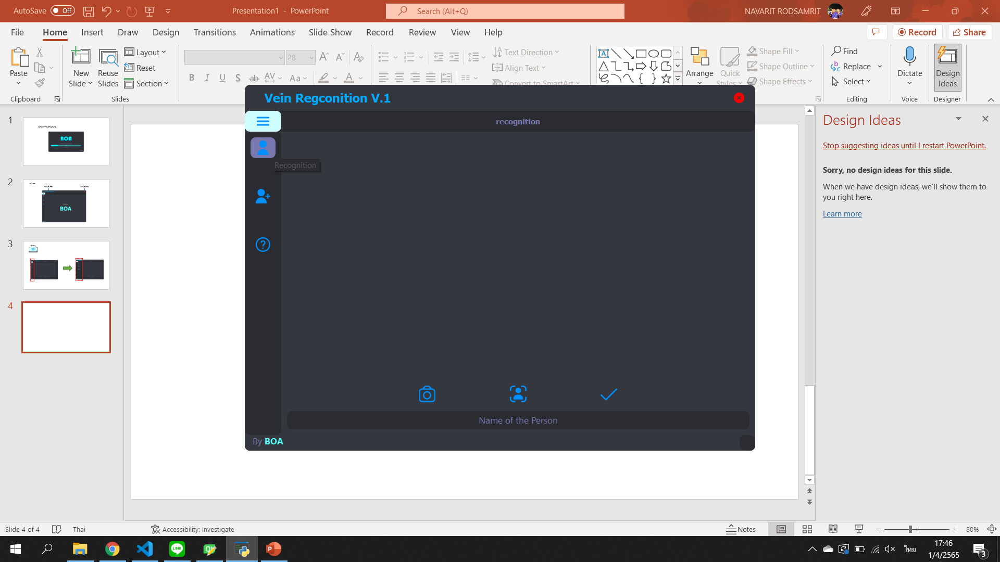 AutoSave Off
Presentation1 - PowerPoint
Search (Alt+Q)
NAVARIT RODSAMRIT
File Home Insert Draw Design Transitions Animations Slide Show Record Review View Help
Record Share
Paste
New Slide
Reuse Slides
Layout
Reset
Section
28
B I U S ab AV Aa A
Text Direction
Align Text
Convert to SmartArt
Arrange
Quick Styles
Shape Fill
Shape Outline
Shape Effects
Find
Replace
Select
Dictate
Design Ideas
Clipboard
Slides
Editing
Voice
Designer
Vein Regconition V.1
recognition
Recognition
Name of the Person
By BOA
1
BOA
2
BOA
3
4
Design Ideas
Stop suggesting ideas until I restart PowerPoint.
Sorry, no design ideas for this slide.
When we have design ideas, we'll show them to
you right here.
Learn more
Slide 4 of 4
Thai
Accessibility: Investigate
Notes
80%
LINE
ไทย
17:46
1/4/2565
3